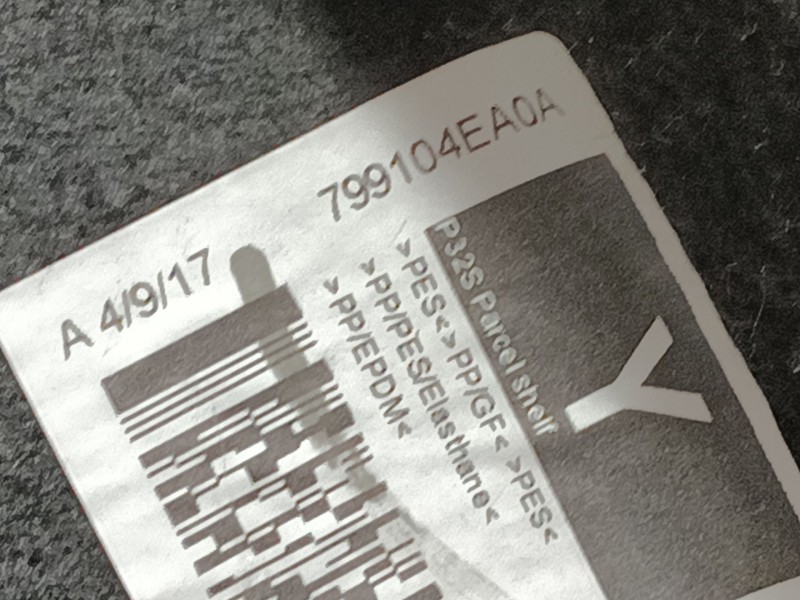 799104EA0A
A 4/9/17
Y
P32S Parcel shelf
>PES<>PP/GF< >PES<
>PP/PES/Elasthane<
>PP/EPDM<